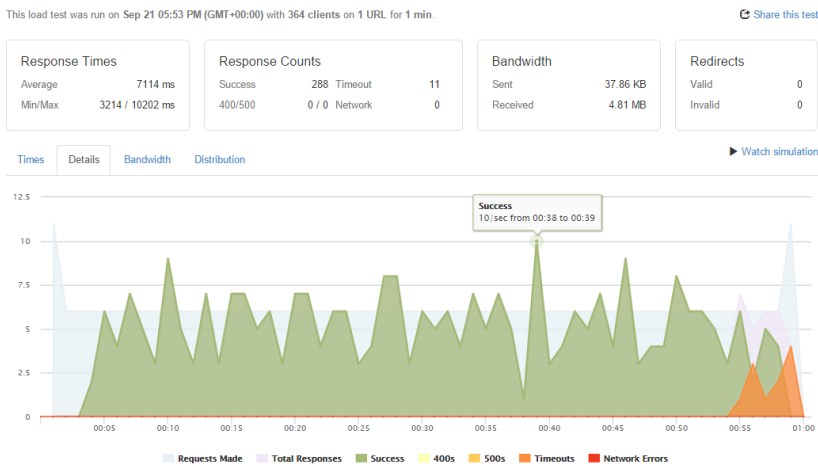 This load test was run on Sep 21 05:53 PM (GMT+00:00) with 364 clients on 1 URL for 1 min.
Share this test
Response Times
Average 7114 ms
Min/Max 3214 / 10202 ms
Response Counts
Success 288 Timeout 11
400/500 0 / 0 Network 0
Bandwidth
Sent 37.86 KB
Received 4.81 MB
Redirects
Valid 0
Invalid 0
Times Details Bandwidth Distribution
Watch simulation
12.5
10
7.5
5
2.5
0
Success
10/sec from 00:38 to 00:39
00:05 00:10 00:15 00:20 00:25 00:30 00:35 00:40 00:45 00:50 00:55 01:00
Requests Made Total Responses Success 400s 500s Timeouts Network Errors